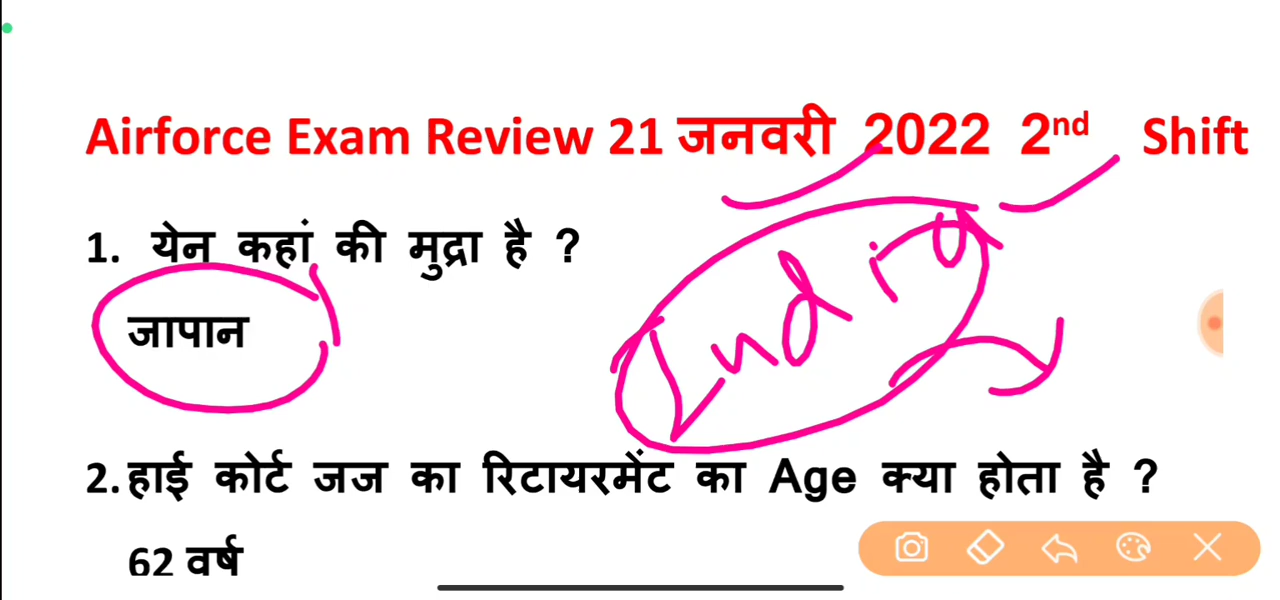 Airforce Exam Review 21 जनवरी 2022 2nd Shift
1. येन कहां की मुद्रा है ?
जापान
India
2. हाई कोर्ट जज का रिटायरमेंट का Age क्या होता है ?
62 वर्ष